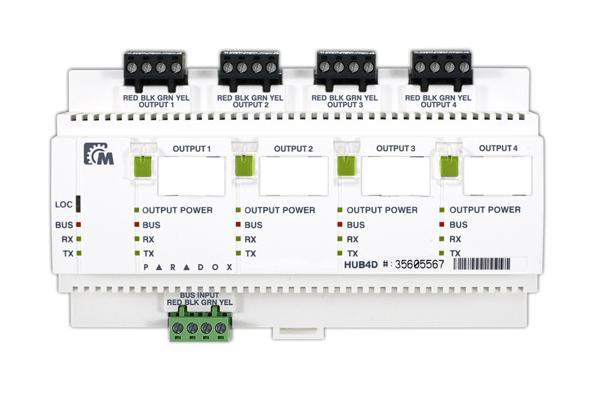 RED BLK GRN YEL RED BLK GRN YEL RED BLK GRN YEL RED BLK GRN YEL
OUTPUT 1 OUTPUT 2 OUTPUT 3 OUTPUT 4
M OUTPUT 1 OUTPUT 2 OUTPUT 3 OUTPUT 4
LOC OUTPUT POWER OUTPUT POWER OUTPUT POWER OUTPUT POWER
BUS BUS BUS BUS BUS
RX RX RX RX RX
TX TX TX TX TX
PARADOX HUB4D #: 35605567
BUS INPUT
RED BLK GRN YEL